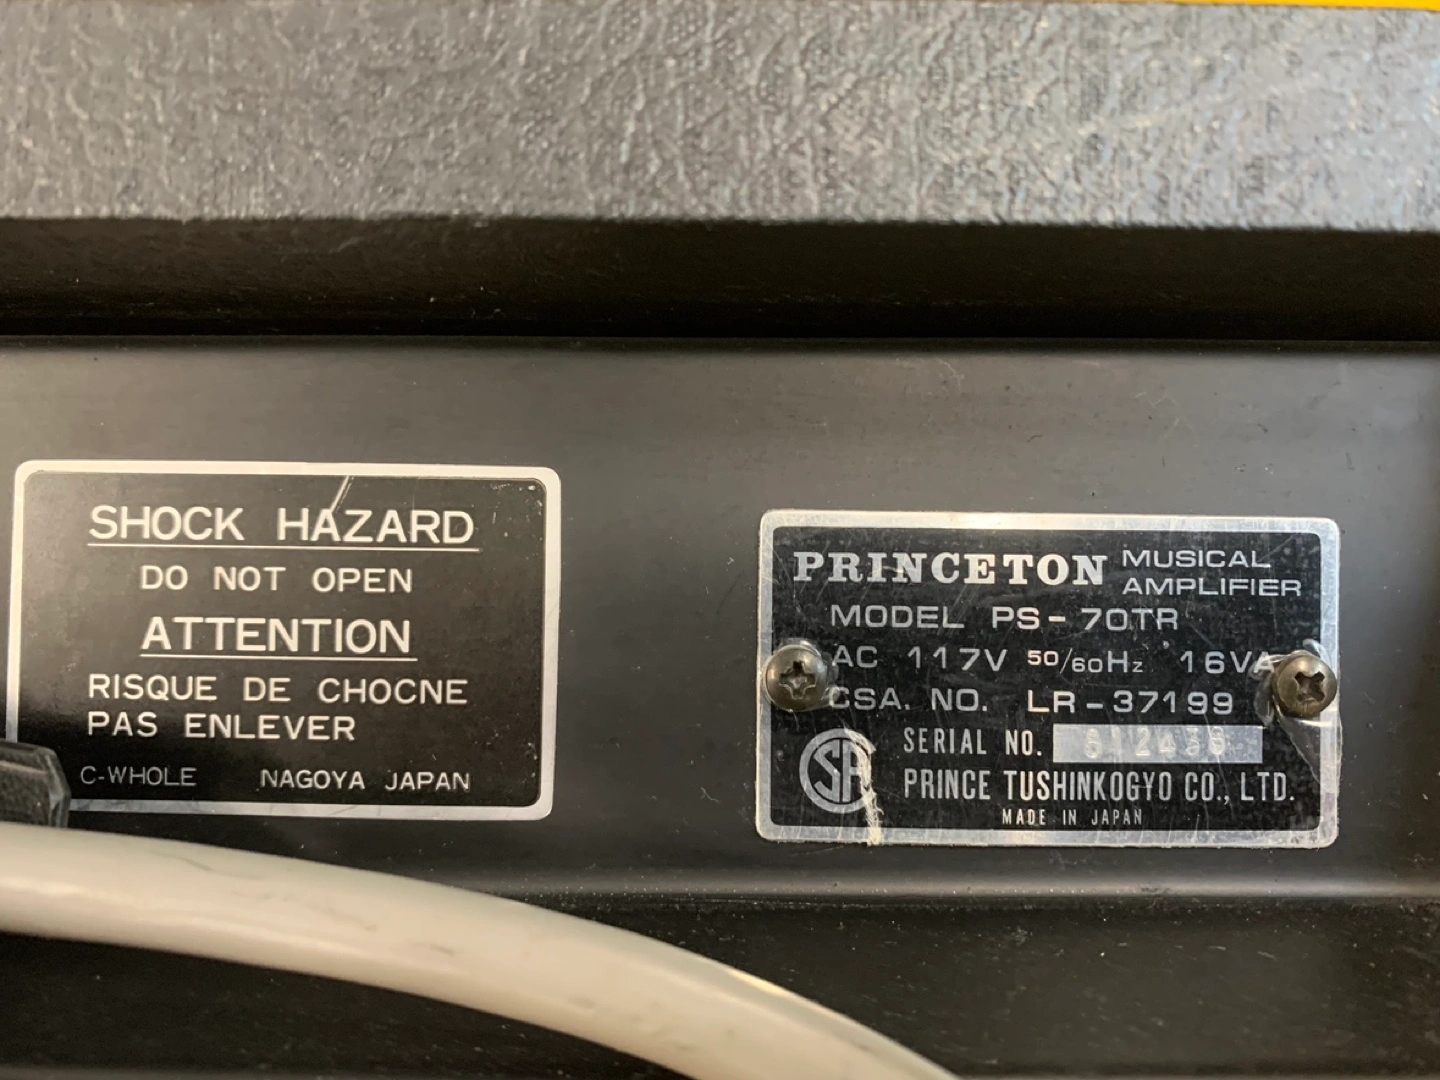 SHOCK HAZARD
DO NOT OPEN
ATTENTION
RISQUE DE CHOCNE
PAS ENLEVER
C-WHOLE NAGOYA JAPAN
PRINCETON MUSICAL AMPLIFIER
MODEL PS-70TR
AC 117V 50/60Hz 16VA
CSA. NO. LR-37199
SERIAL NO.
PRINCE TUSHINKOGYO CO., LTD.
MADE IN JAPAN